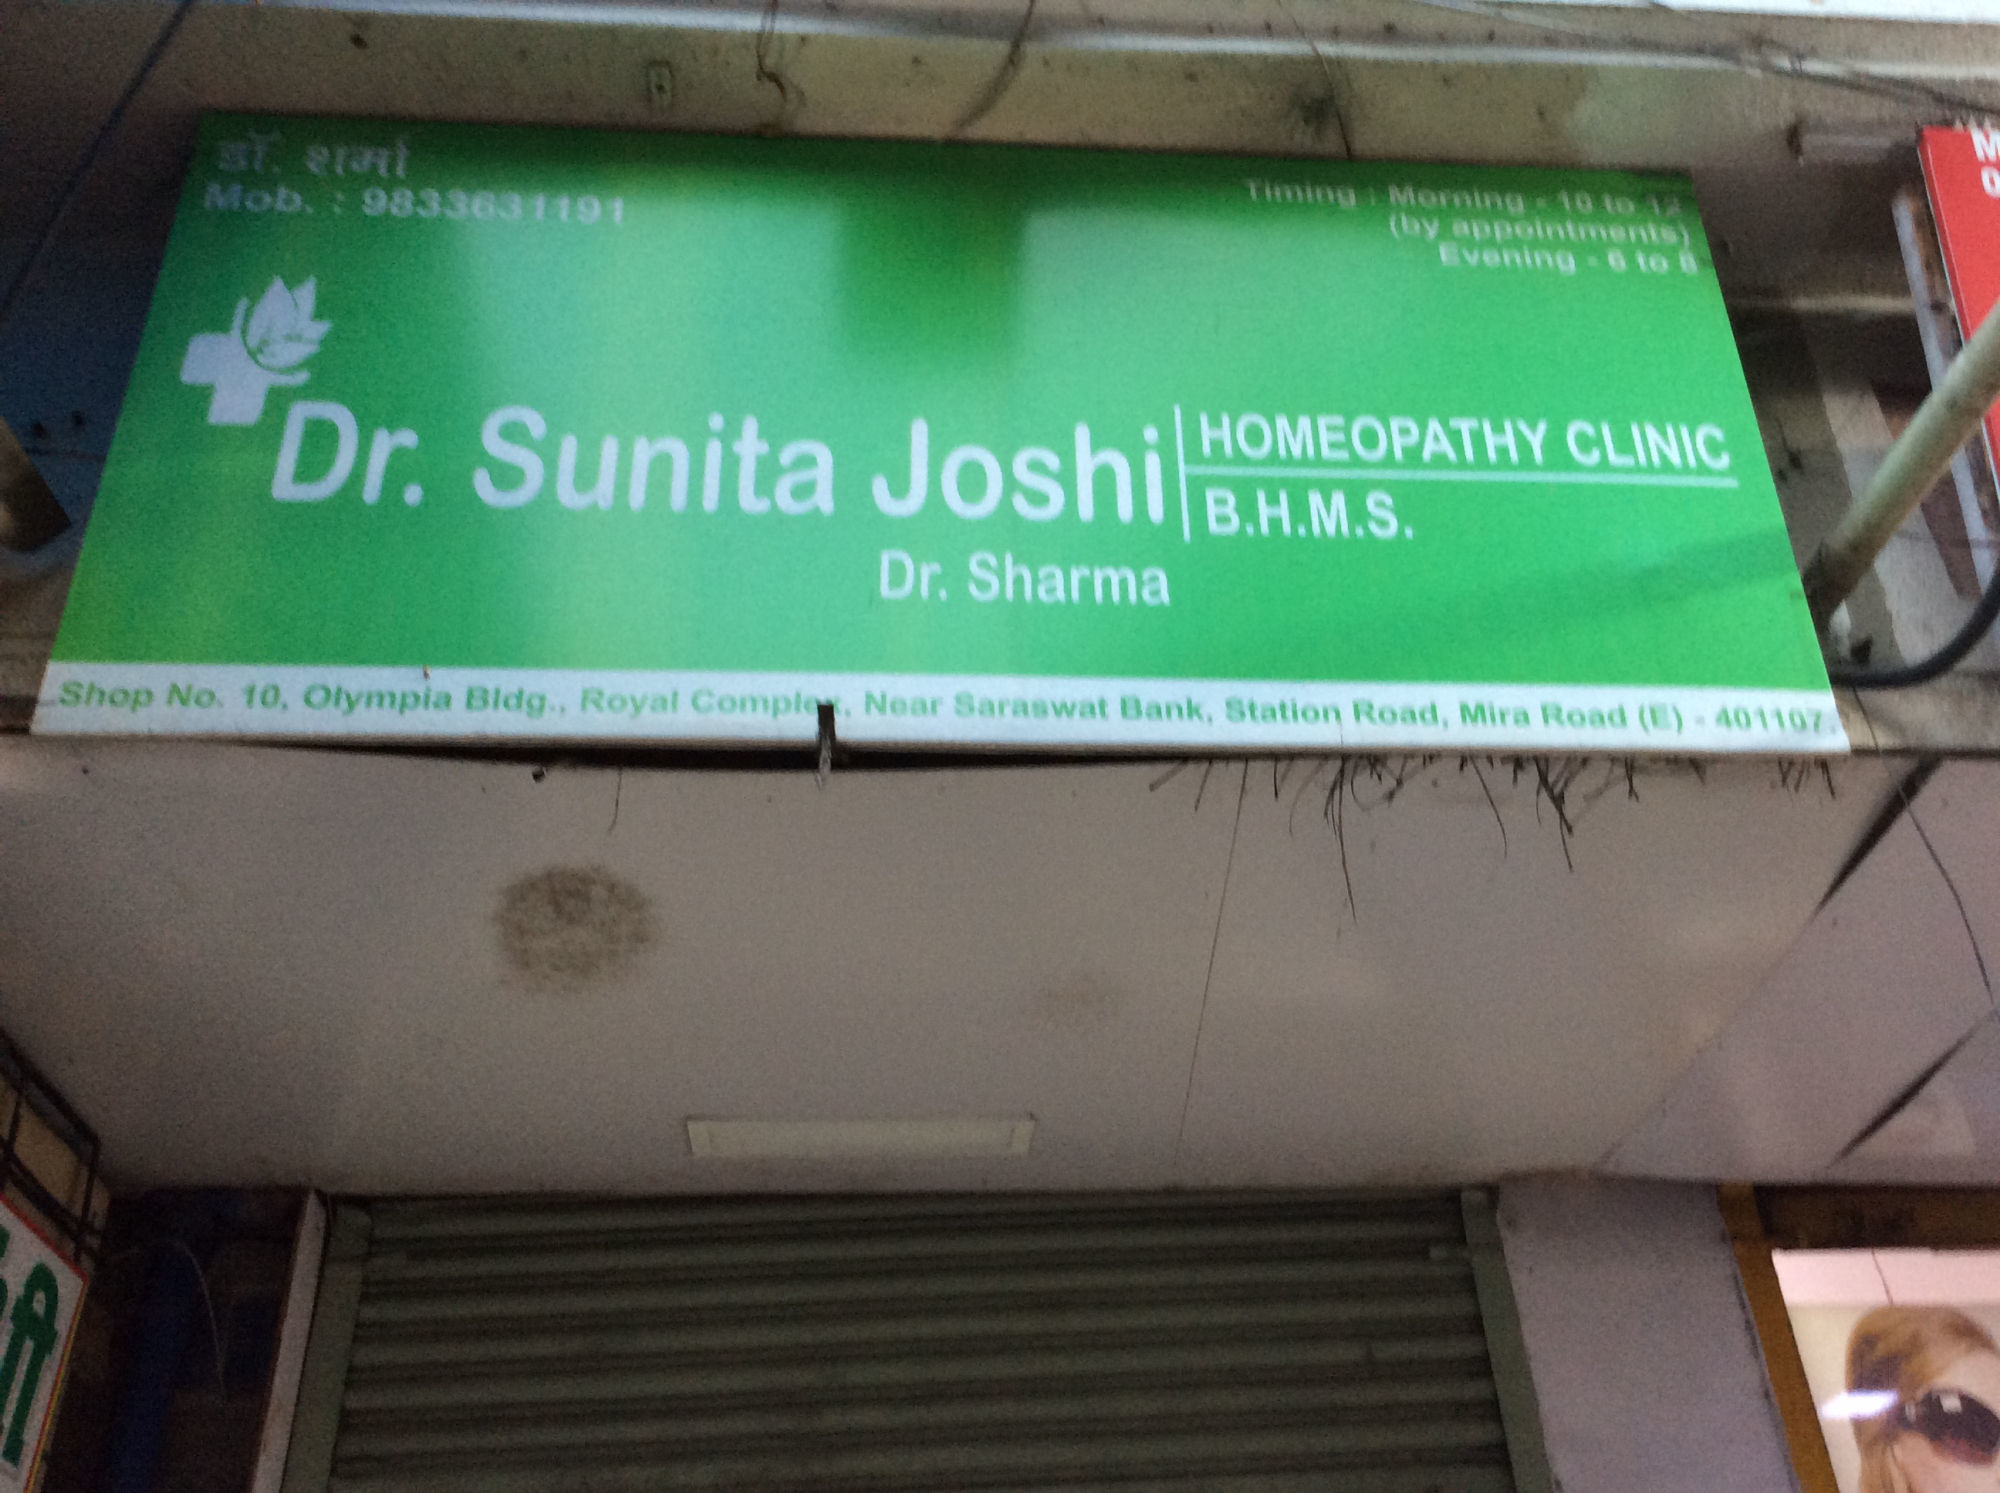 डॉ. शर्मा
Mob. : 9833631191
Timing : Morning - 10 to 12
(by appointments)
Evening - 6 to 8
Dr. Sunita Joshi
HOMEOPATHY CLINIC
B.H.M.S.
Dr. Sharma
Shop No. 10, Olympia Bldg., Royal Complex, Near Saraswat Bank, Station Road, Mira Road (E) - 401107.